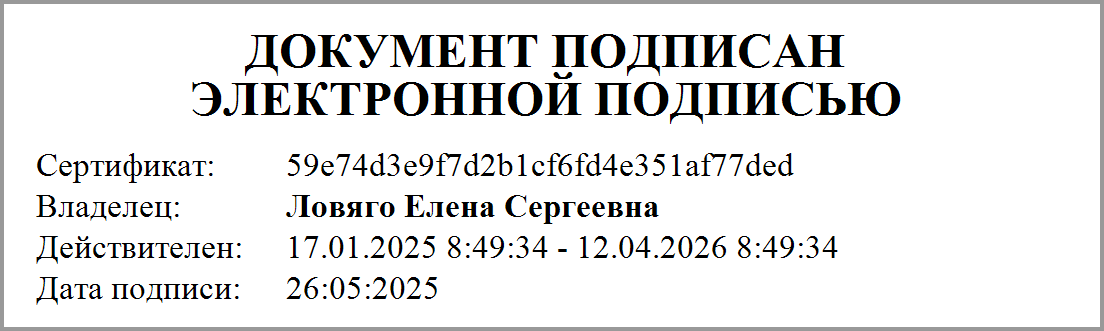 ДОКУМЕНТ ПОДПИСАН
ЭЛЕКТРОННОЙ ПОДПИСЬЮ
Сертификат: 59e74d3e9f7d2b1cf6fd4e351af77ded
Владелец: Ловяго Елена Сергеевна
Действителен: 17.01.2025 8:49:34 - 12.04.2026 8:49:34
Дата подписи: 26:05:2025